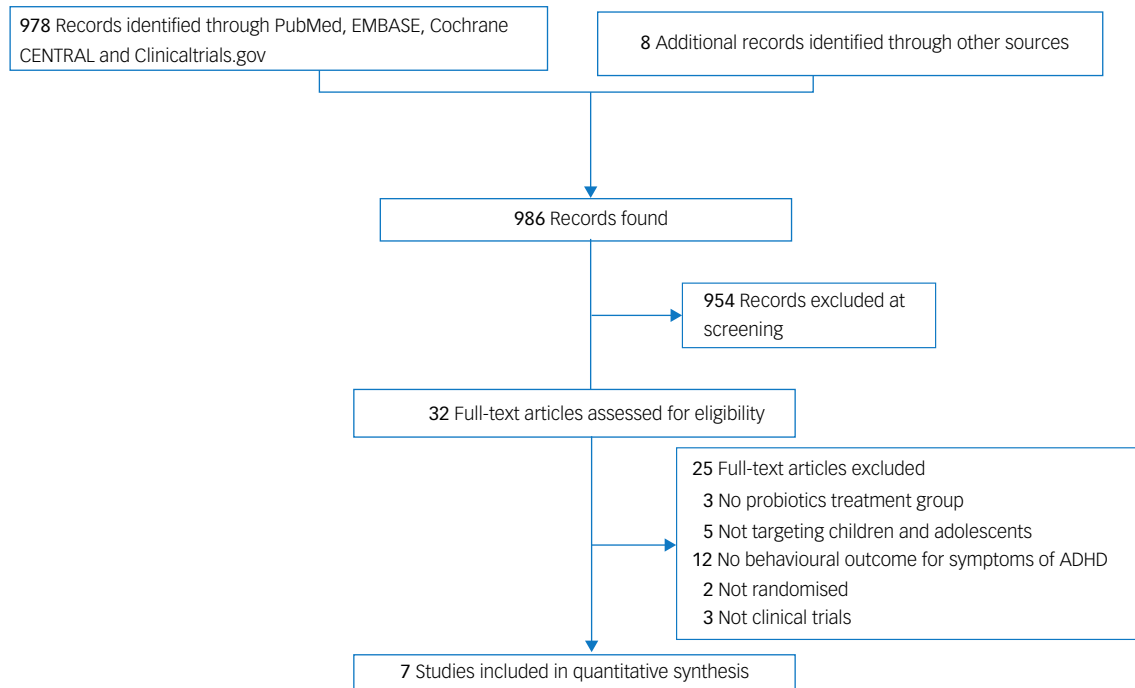 978 Records identified through PubMed, EMBASE, Cochrane
CENTRAL and Clinicaltrials.gov
8 Additional records identified through other sources
986 Records found
954 Records excluded at
screening
32 Full-text articles assessed for eligibility
25 Full-text articles excluded
3 No probiotics treatment group
5 Not targeting children and adolescents
12 No behavioural outcome for symptoms of ADHD
2 Not randomised
3 Not clinical trials
7 Studies included in quantitative synthesis